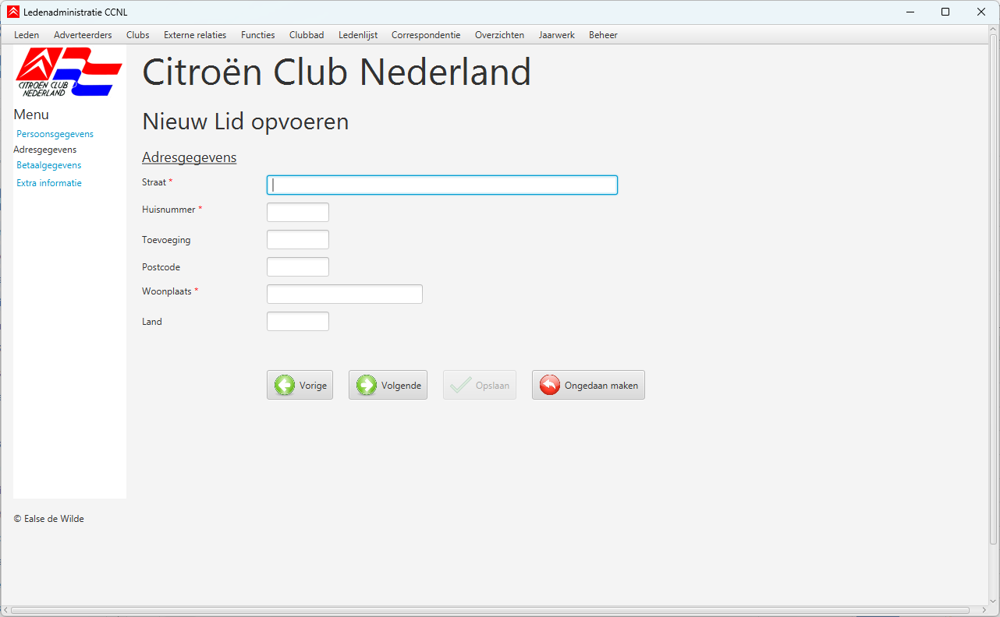 Ledenadministratie CCNL
Leden Adverteerders Clubs Externe relaties Functies Clubbad Ledenlijst Correspondentie Overzichten Jaarwerk Beheer
CITROEN CLUB
NEDERLAND
Citroën Club Nederland
Menu
Persoonsgegevens
Adresgegevens
Betaalgegevens
Extra informatie
Nieuw Lid opvoeren
Adresgegevens
Straat *
Huisnummer *
Toevoeging
Postcode
Woonplaats *
Land
Vorige Volgende Opslaan Ongedaan maken
© Ealse de Wilde